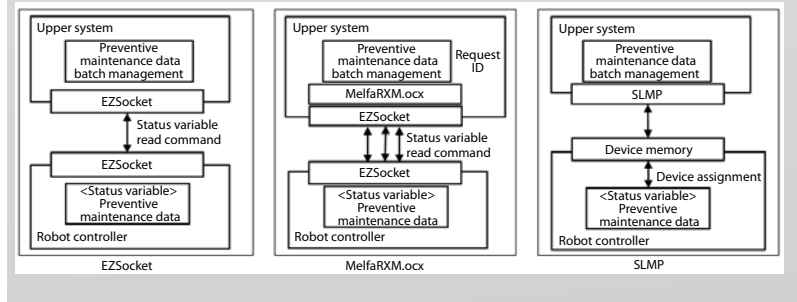 Upper system
Preventive
maintenance data
batch management
EZSocket
Status variable
read command
EZSocket
<Status variable>
Preventive
maintenance data
Robot controller
EZSocket
Upper system
Preventive
maintenance data
batch management
Request
ID
MelfaRXM.ocx
EZSocket
Status variable
read command
EZSocket
<Status variable>
Preventive
maintenance data
Robot controller
MelfaRXM.ocx
Upper system
Preventive
maintenance data
batch management
SLMP
Device memory
Device assignment
<Status variable>
Preventive
maintenance data
Robot controller
SLMP